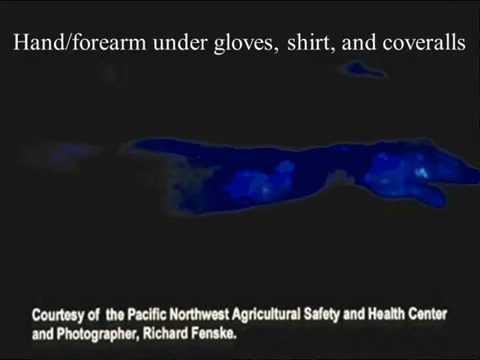 Hand/forearm under gloves, shirt, and coveralls
Courtesy of the Pacific Northwest Agricultural Safety and Health Center
and Photographer, Richard Fenske.